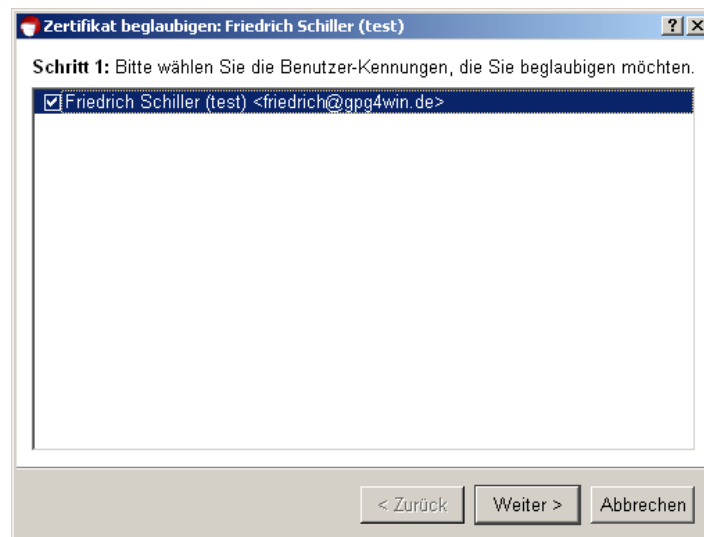 Zertifikat beglaubigen: Friedrich Schiller (test)
Schritt 1: Bitte wählen Sie die Benutzer-Kennungen, die Sie beglaubigen möchten.
Friedrich Schiller (test) <friedrich@gpg4win.de>
< Zurück Weiter > Abbrechen